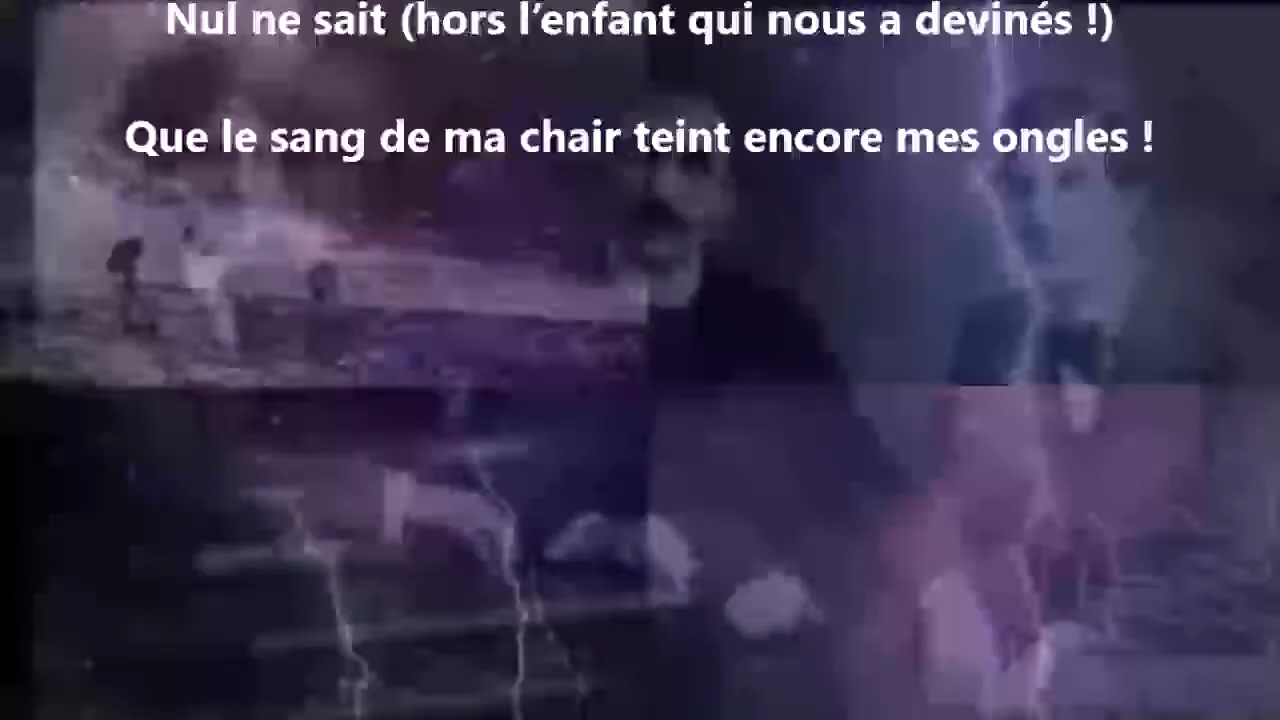 Nul ne sait (hors l’enfant qui nous a devinés !)
Que le sang de ma chair teint encore mes ongles !